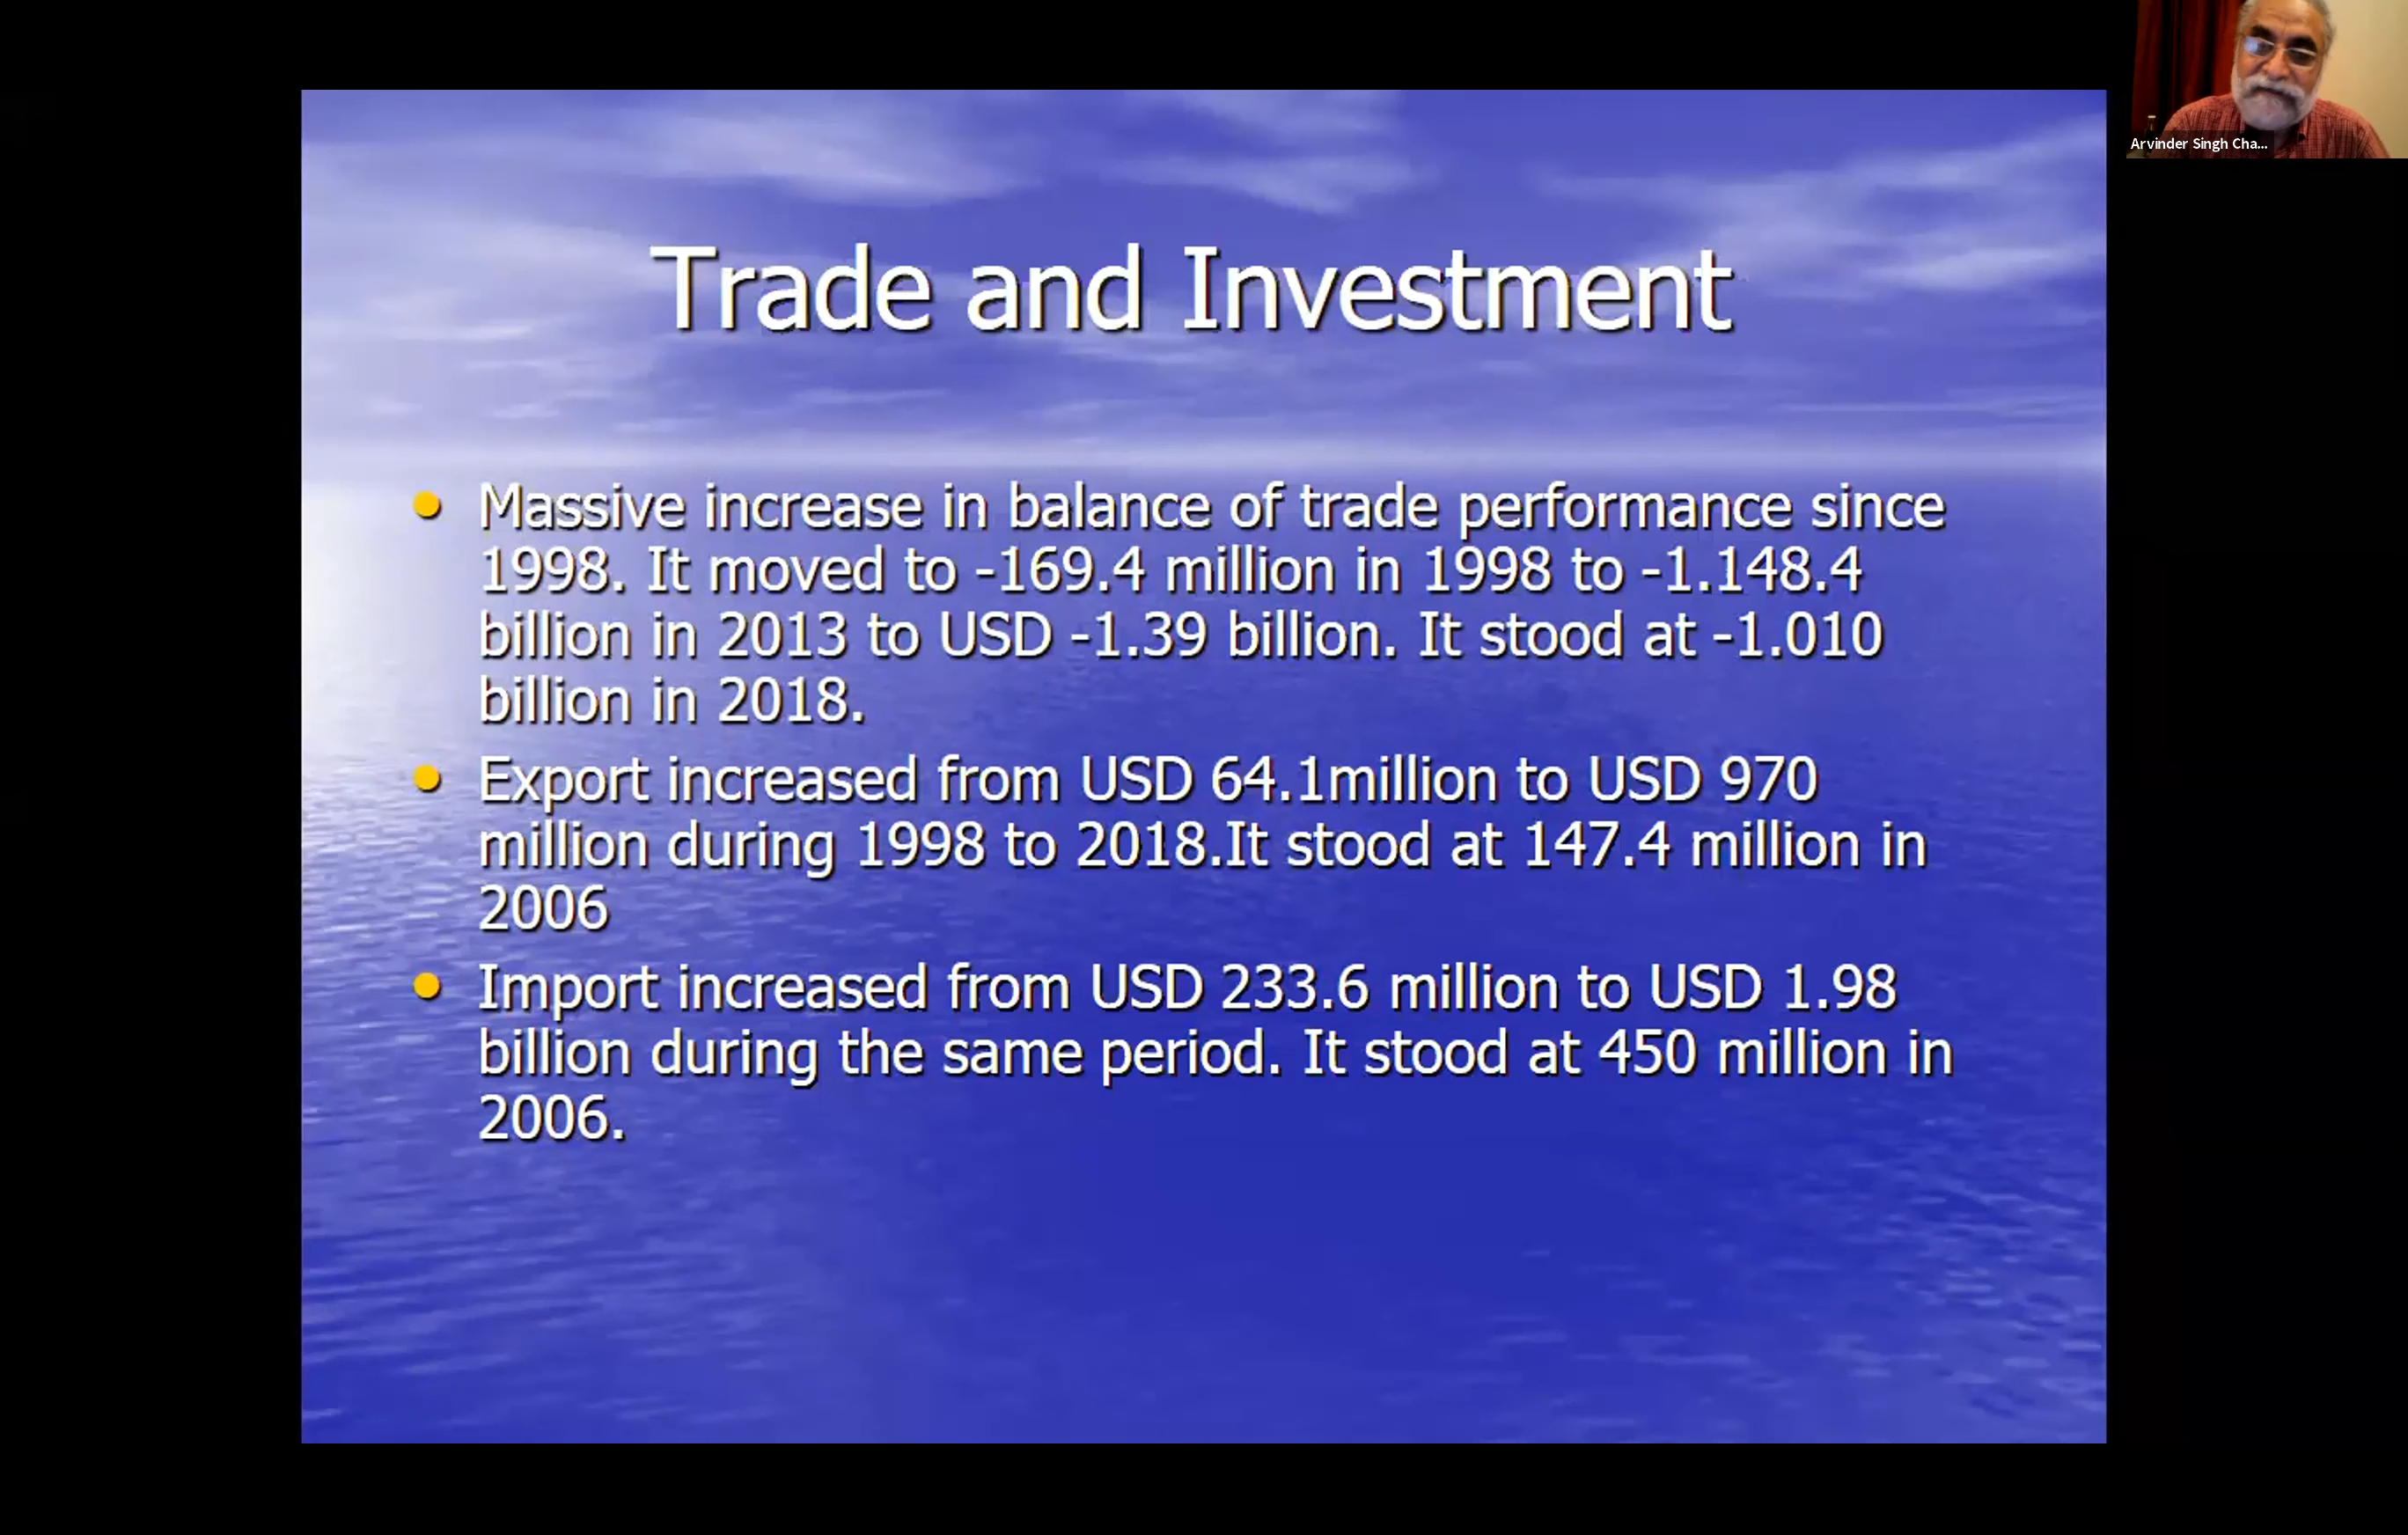 Arvinder Singh Cha...
Trade and Investment
Massive increase in balance of trade performance since
1998. It moved to -169.4 million in 1998 to -1.148.4
billion in 2013 to USD -1.39 billion. It stood at -1.010
billion in 2018.
Export increased from USD 64.1million to USD 970
million during 1998 to 2018.It stood at 147.4 million in
2006
Import increased from USD 233.6 million to USD 1.98
billion during the same period. It stood at 450 million in
2006.